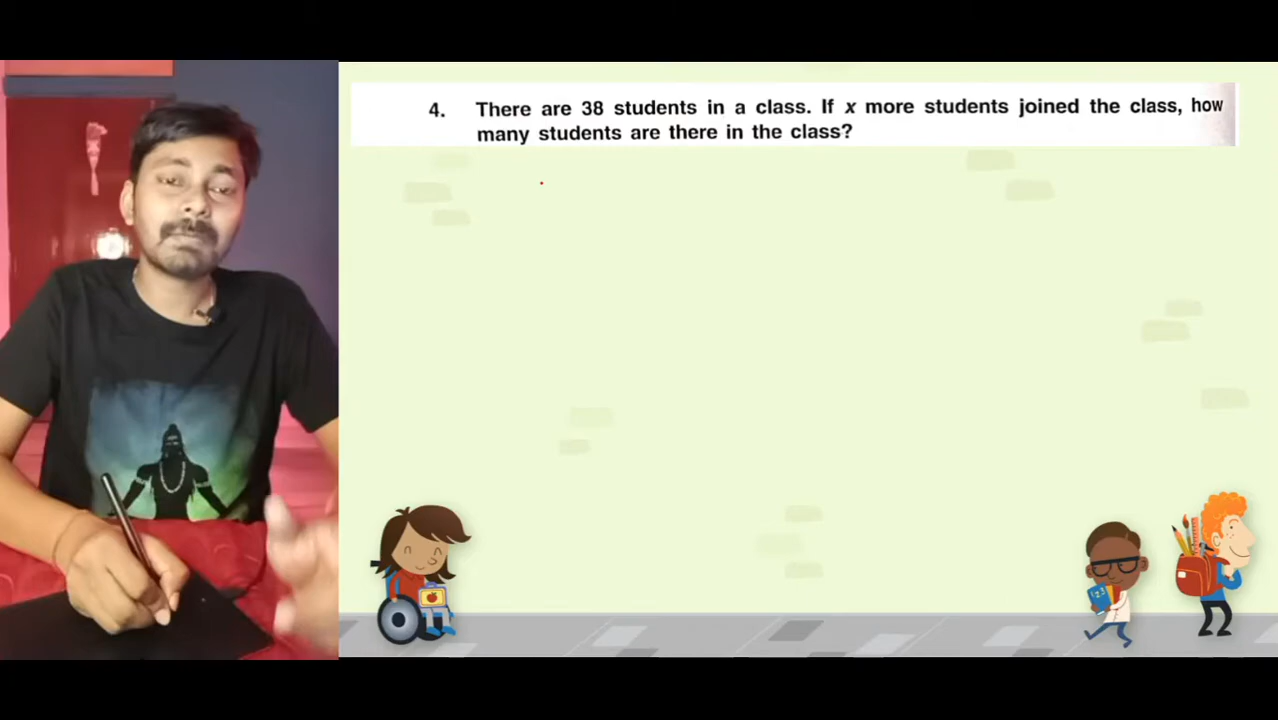 4. There are 38 students in a class. If x more students joined the class, how
many students are there in the class?